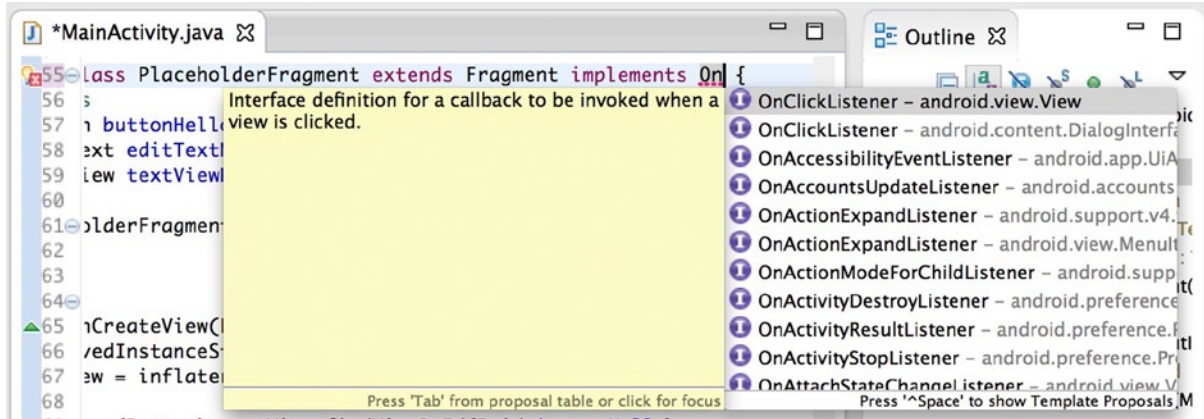 *MainActivity.java
Outline
55 lass PlaceholderFragment extends Fragment implements On {
56 s
Interface definition for a callback to be invoked when a
view is clicked.
57 n buttonHell
58 ext editText
59 iew textView
60
61 olderFragmen
62
63
64
65 nCreateView(
66 vedInstanceS
67 ew = inflate
68
Press 'Tab' from proposal table or click for focus
OnClickListener – android.view.View
OnClickListener – android.content.DialogInterfa
OnAccessibilityEventListener – android.app.UiA
OnAccountsUpdateListener – android.accounts
OnActionExpandListener – android.support.v4.
OnActionExpandListener – android.view.MenuIt
OnActionModeForChildListener – android.supp
OnActivityDestroyListener – android.preference
OnActivityResultListener – android.preference.P
OnActivityStopListener – android.preference.Pre
OnAttachStateChangeListener – android.view.V
Press '^Space' to show Template Proposals